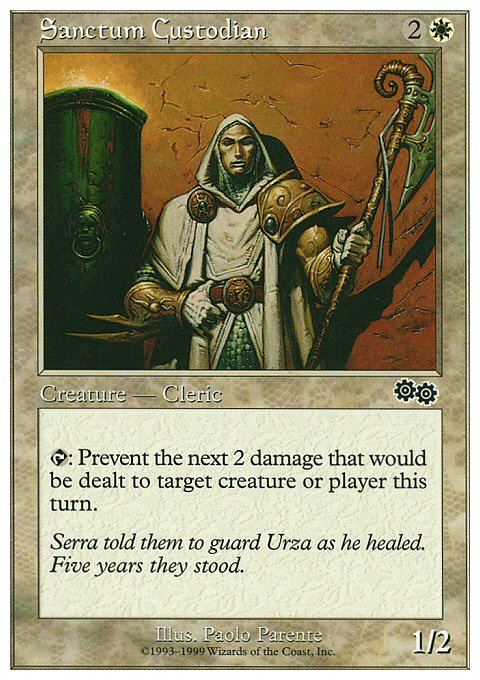 Sanctum Custodian 2
Creature — Cleric
: Prevent the next 2 damage that would
be dealt to target creature or player this
turn.
Serra told them to guard Urza as he healed.
Five years they stood.
Illus. Paolo Parente
©1993–1999 Wizards of the Coast, Inc.
1/2